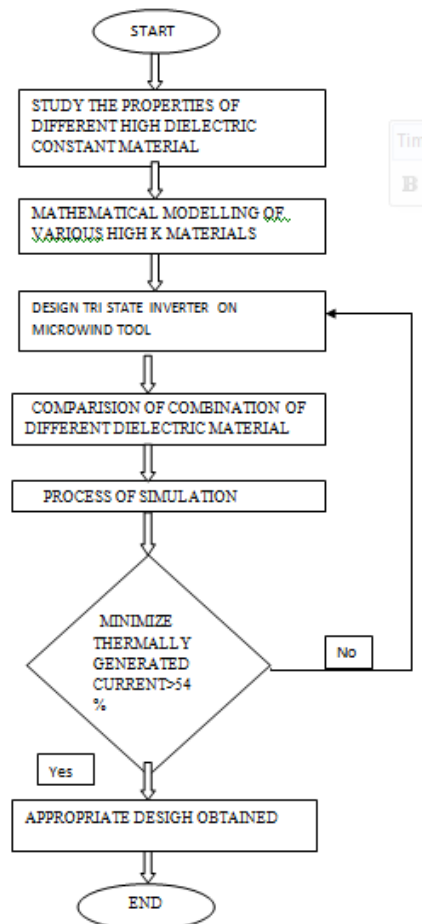 START
STUDY THE PROPERTIES OF
DIFFERENT HIGH DIELECTRIC
CONSTANT MATERIAL
Tim
B
MATHEMATICAL MODELLING OF
VARIOUS HIGH K MATERIALS
DESIGN TRI STATE INVERTER ON
MICROWIND TOOL
COMPARISION OF COMBINATION OF
DIFFERENT DIELECTRIC MATERIAL
PROCESS OF SIMULATION
MINIMIZE
THERMALLY
GENERATED
CURRENT>54
%
No
Yes
APPROPRIATE DESIGH OBTAINED
END